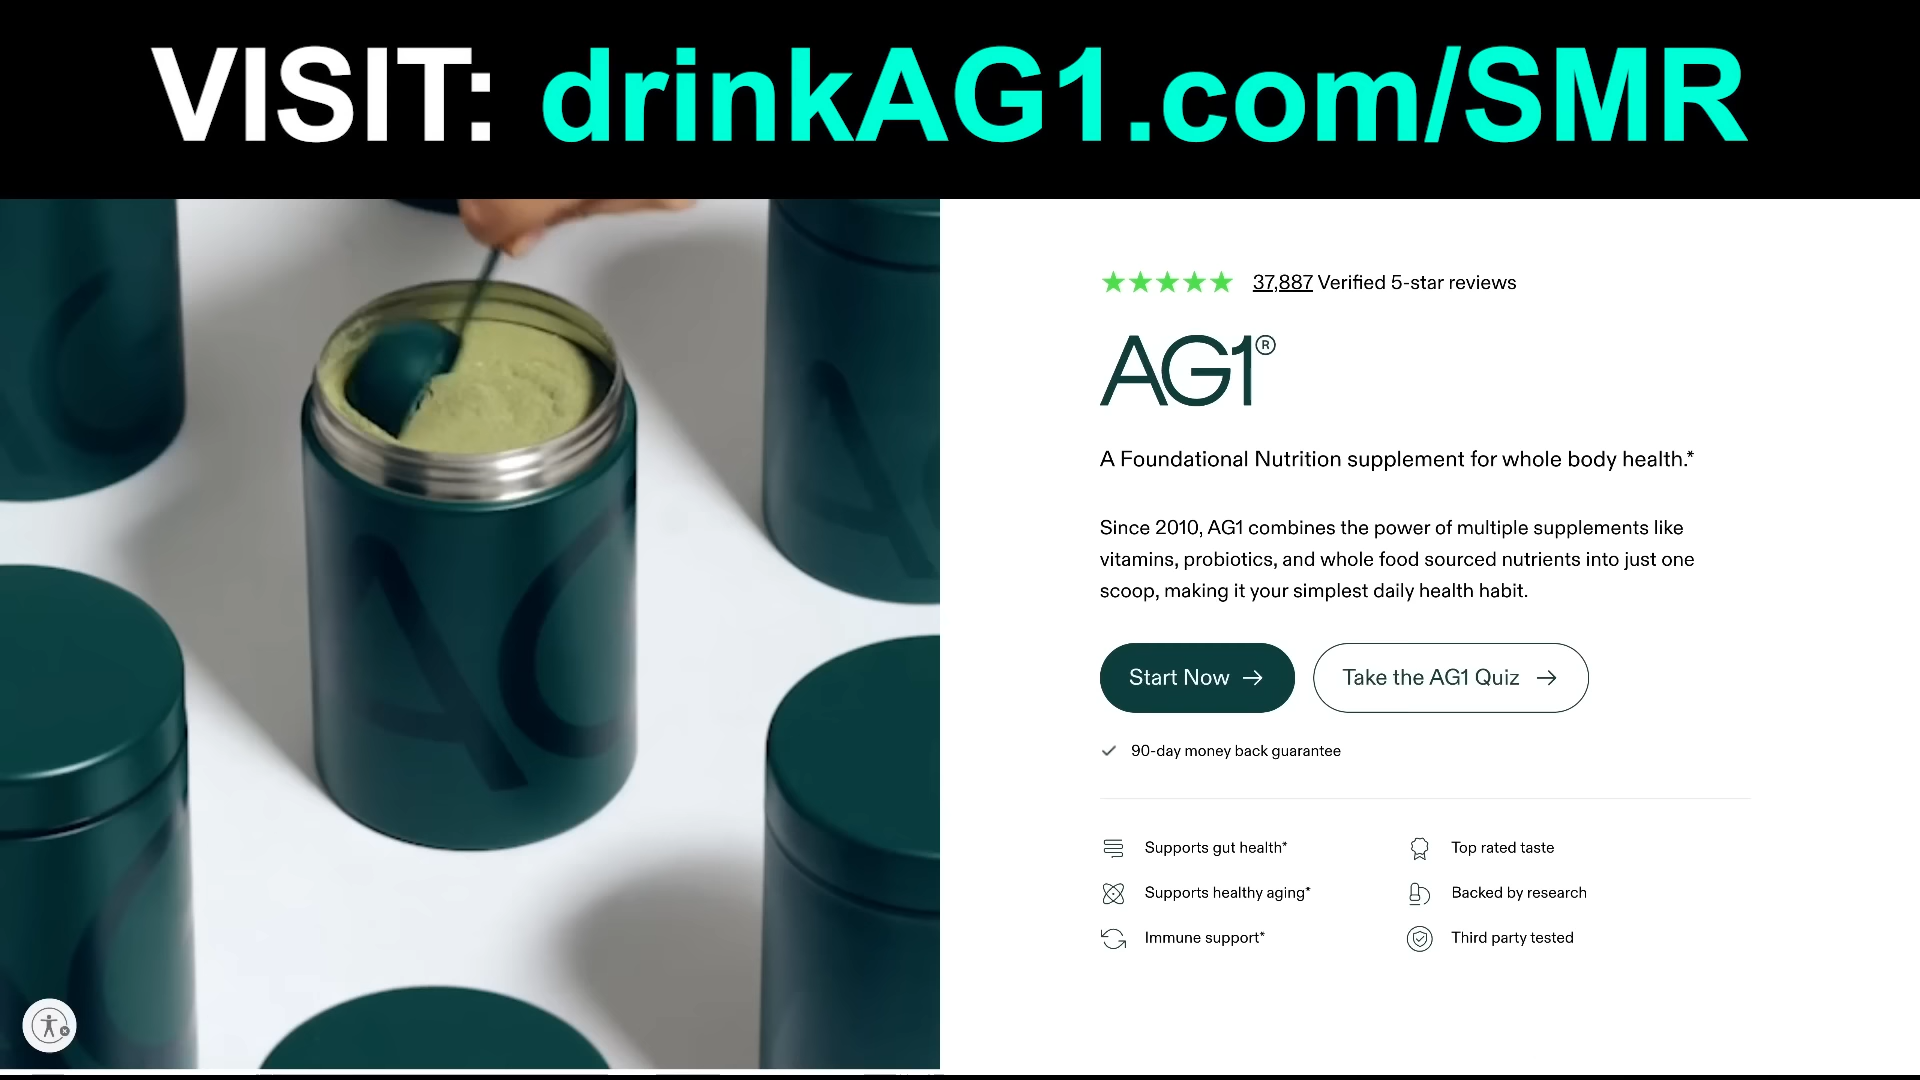 VISIT: drinkAG1.com/SMR
37,887 Verified 5-star reviews
AG1®
A Foundational Nutrition supplement for whole body health.*
Since 2010, AG1 combines the power of multiple supplements like
vitamins, probiotics, and whole food sourced nutrients into just one
scoop, making it your simplest daily health habit.
Start Now →
Take the AG1 Quiz →
90-day money back guarantee
Supports gut health*
Top rated taste
Supports healthy aging*
Backed by research
Immune support*
Third party tested
AG